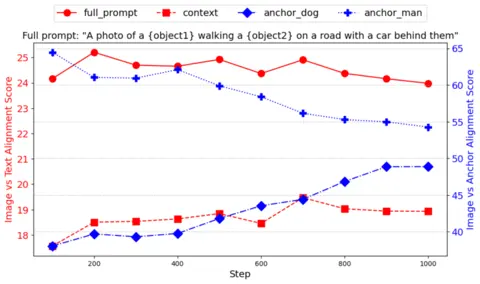 full_prompt context anchor_dog anchor_man
Full prompt: "A photo of a {object1} walking a {object2} on a road with a car behind them"
Image vs Text Alignment Score
25
24
23
22
21
20
19
18
65
60
55
50
45
40
Image vs Anchor Alignment Score
200 400 600 800 1000
Step